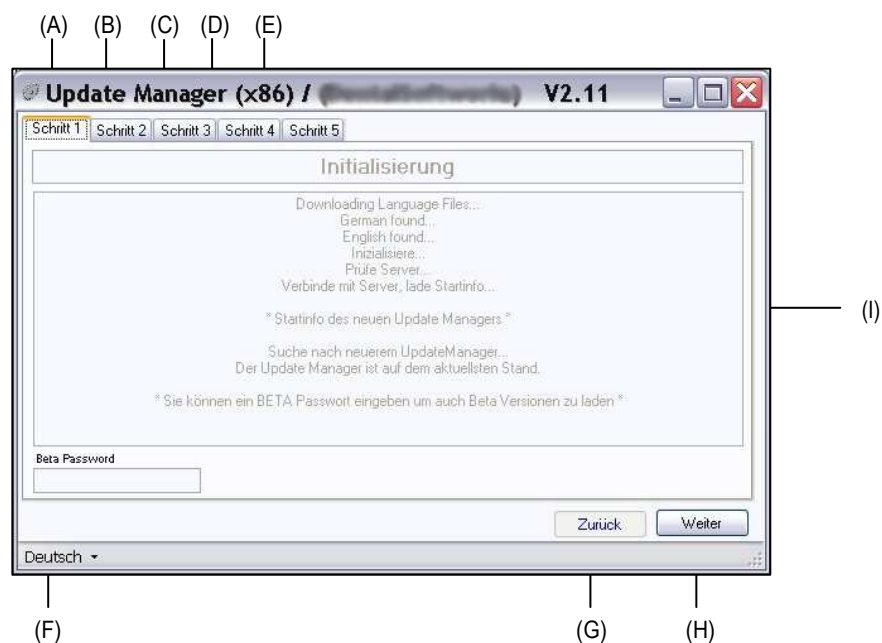 (A) (B) (C) (D) (E)
Update Manager (x86) / V2.11
Schritt 1 Schritt 2 Schritt 3 Schritt 4 Schritt 5
Initialisierung
Downloading Language Files...
German found...
English found...
Inizialisiere...
Prüfe Server...
Verbinde mit Server, lade Startinfo...
* Startinfo des neuen Update Managers *
(I)
Suche nach neuerem UpdateManager...
Der Update Manager ist auf dem aktuellsten Stand.
* Sie können ein BETA Passwort eingeben um auch Beta Versionen zu laden *
Beta Password
Zurück Weiter
Deutsch
(F) (G) (H)